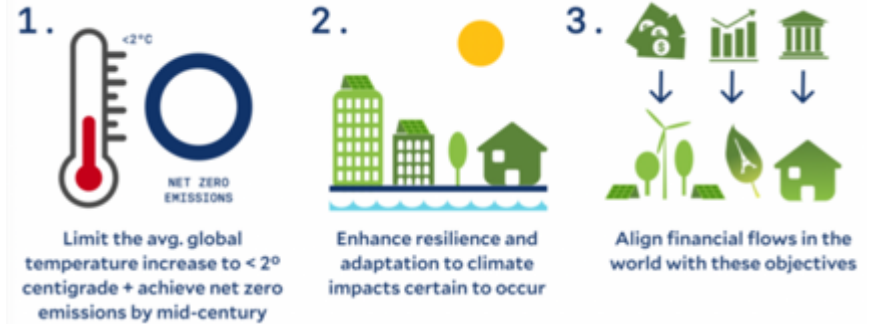 1.
<2°C
NET ZERO
EMISSIONS
Limit the avg. global
temperature increase to < 2º
centigrade + achieve net zero
emissions by mid-century
2.
Enhance resilience and
adaptation to climate
impacts certain to occur
3.
$
Align financial flows in the
world with these objectives